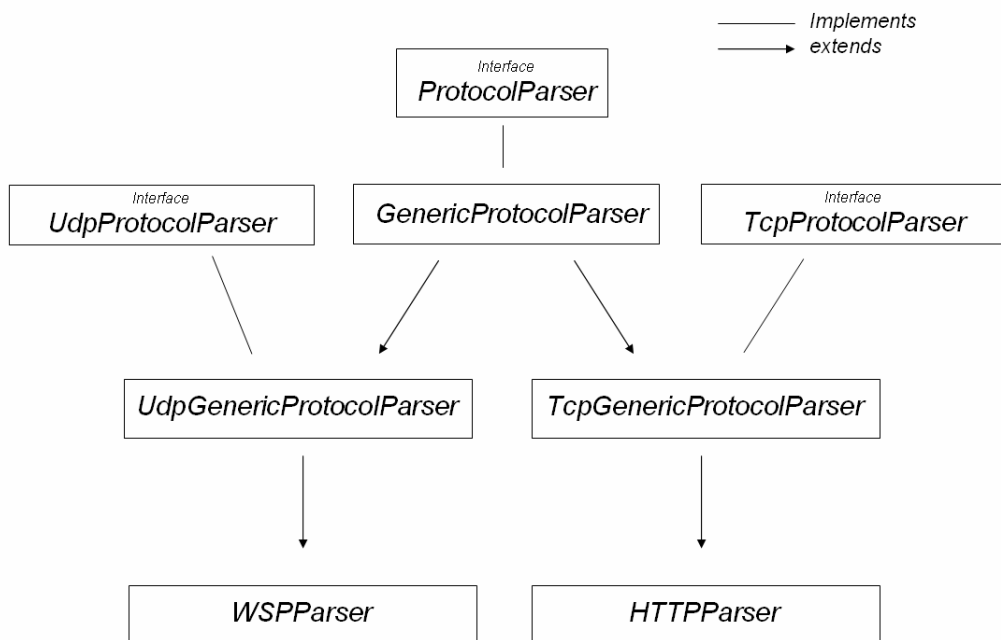 Implements
extends
Interface
ProtocolParser
Interface
UdpProtocolParser
GenericProtocolParser
Interface
TcpProtocolParser
UdpGenericProtocolParser
TcpGenericProtocolParser
WSPParser
HTTPParser